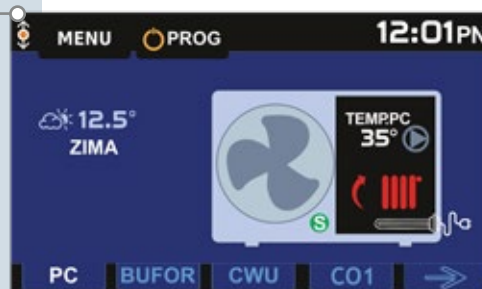 MENU PROG 12:01PM
12.5°
ZIMA
TEMP.PC
35°
S
PC BUFOR CWU CO1